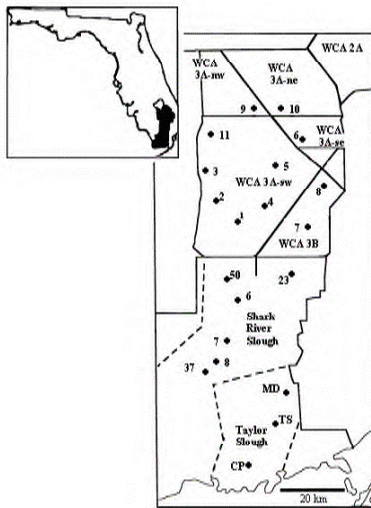 WCA 2A
WCA
3A-nw
WCA
3A-ne
9
10
11
6
WCA
3A-se
5
3
WCA 3A-sw
8
2
4
1
7
WCA 3B
50
23
6
Shark
River
Slough
7
8
37
MD
TS
Taylor
Slough
CP
20 km